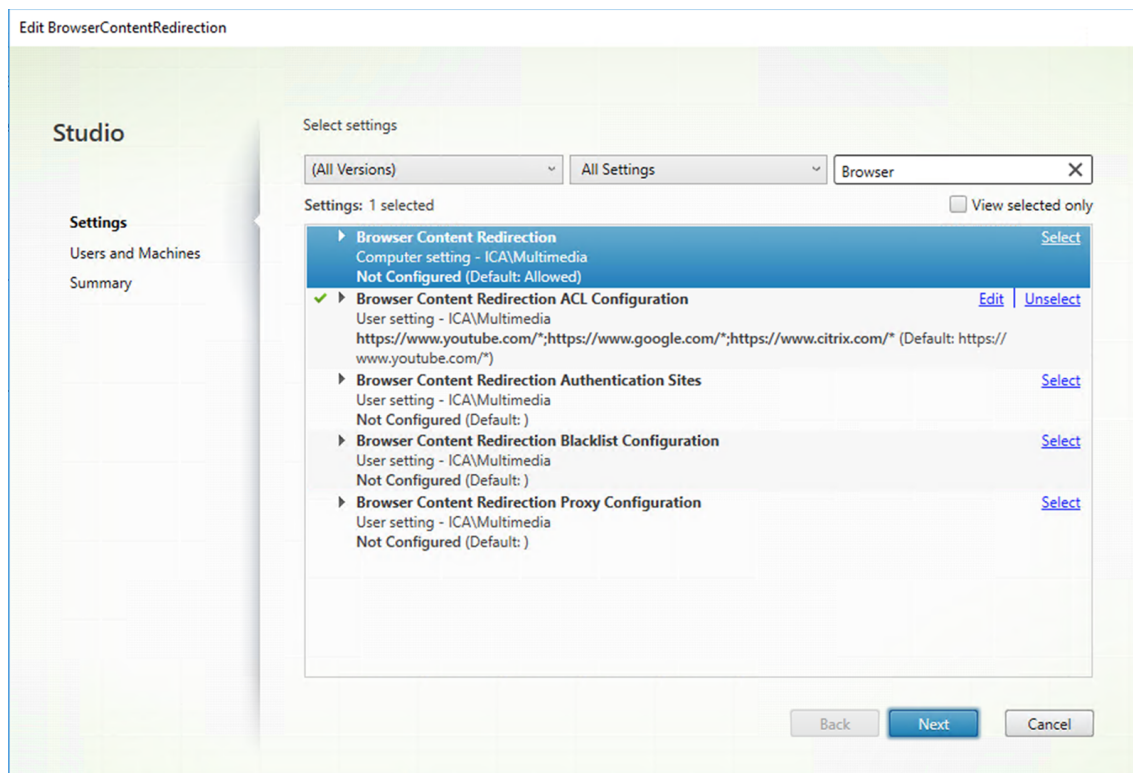 Edit BrowserContentRedirection
Studio
Settings
Users and Machines
Summary
Select settings
(All Versions)
All Settings
Browser
Settings: 1 selected
View selected only
Browser Content Redirection
Select
Computer setting - ICA\Multimedia
Not Configured (Default: Allowed)
Browser Content Redirection ACL Configuration
Edit
Unselect
User setting - ICA\Multimedia
https://www.youtube.com/*;https://www.google.com/*;https://www.citrix.com/* (Default: https://
www.youtube.com/*)
Browser Content Redirection Authentication Sites
Select
User setting - ICA\Multimedia
Not Configured (Default: )
Browser Content Redirection Blacklist Configuration
Select
User setting - ICA\Multimedia
Not Configured (Default: )
Browser Content Redirection Proxy Configuration
Select
User setting - ICA\Multimedia
Not Configured (Default: )
Back
Next
Cancel